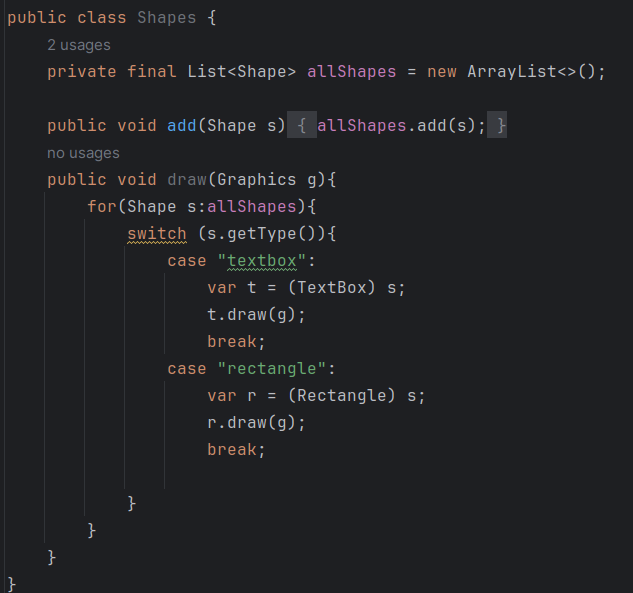 public class Shapes {
2 usages
private final List<Shape> allShapes = new ArrayList<>();
public void add(Shape s) { allShapes.add(s); }
no usages
public void draw(Graphics g){
for(Shape s:allShapes){
switch (s.getType()){
case "textbox":
var t = (TextBox) s;
t.draw(g);
break;
case "rectangle":
var r = (Rectangle) s;
r.draw(g);
break;
}
}
}
}